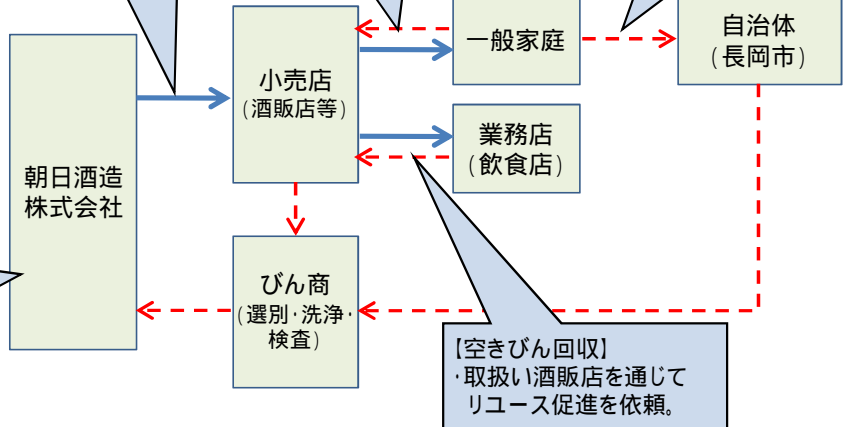 朝日酒造
株式会社
小売店
(酒販店等)
一般家庭
自治体
(長岡市)
業務店
(飲食店)
びん商
(選別・洗浄・
検査)
【空きびん回収】
・取扱い酒販店を通じて
リユース促進を依頼。